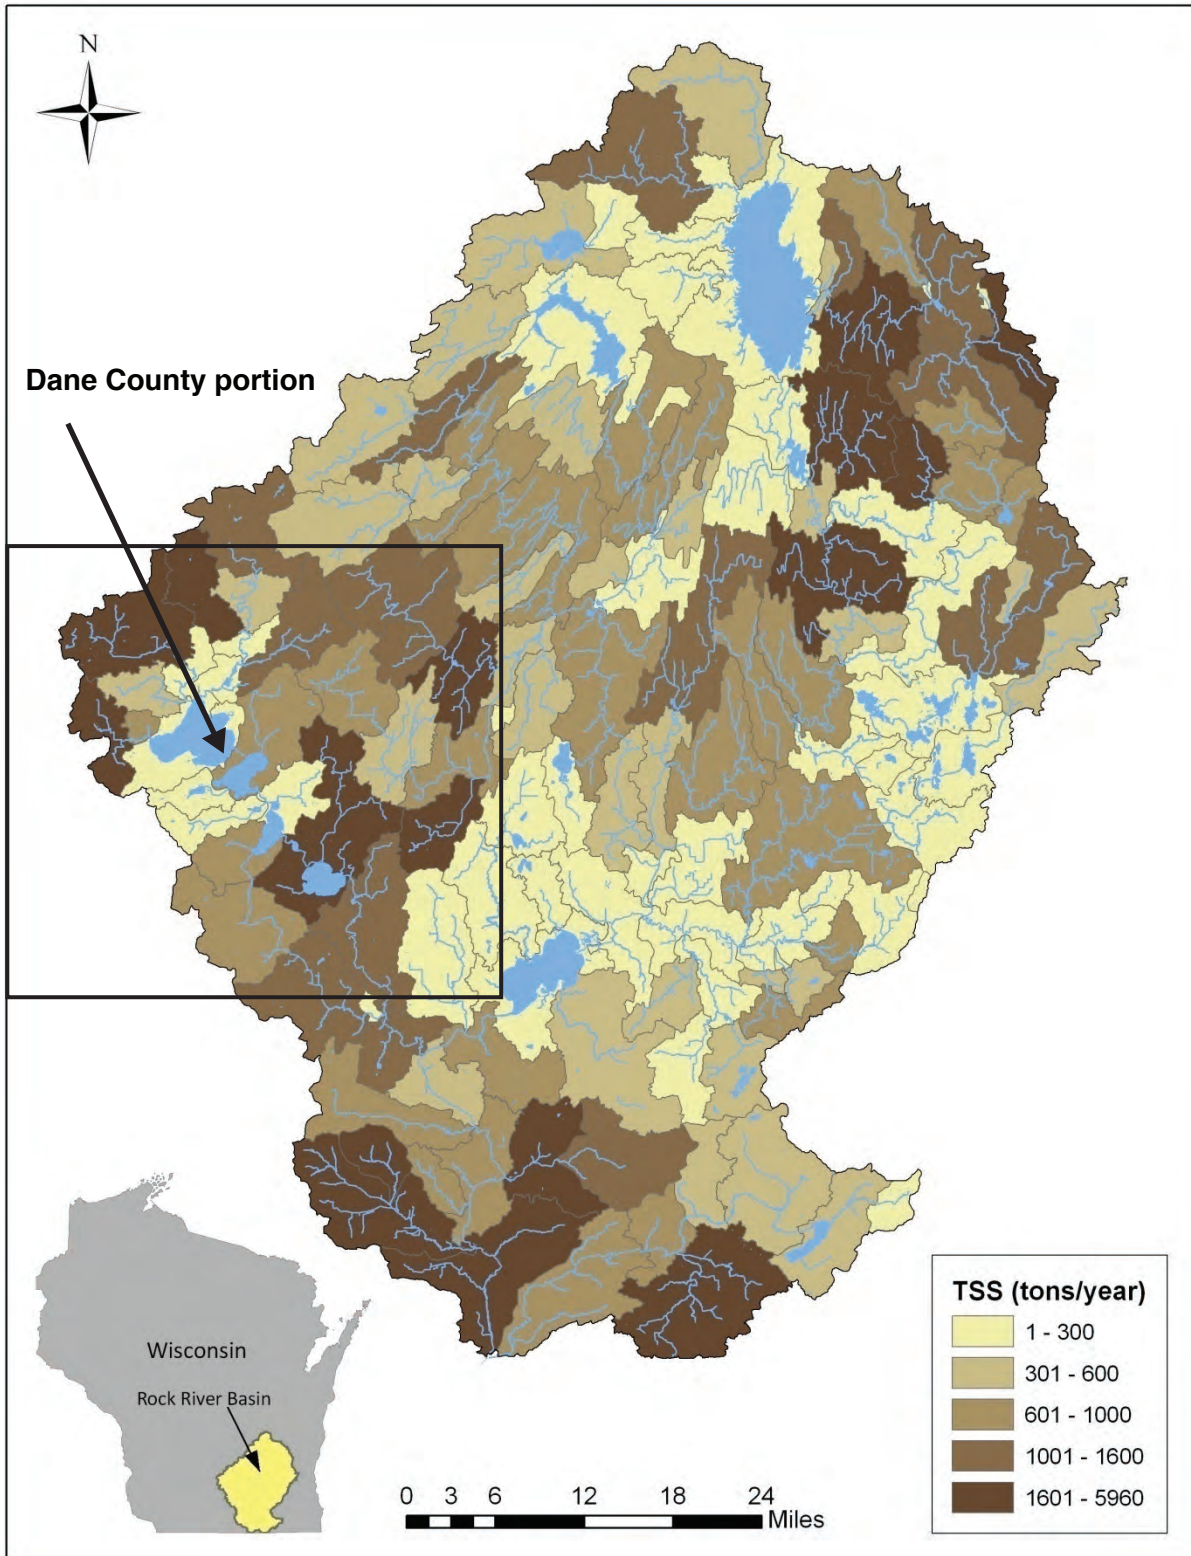 N
Dane County portion
Wisconsin
Rock River Basin
0 3 6 12 18 24
Miles
TSS (tons/year)
1 - 300
301 - 600
601 - 1000
1001 - 1600
1601 - 5960